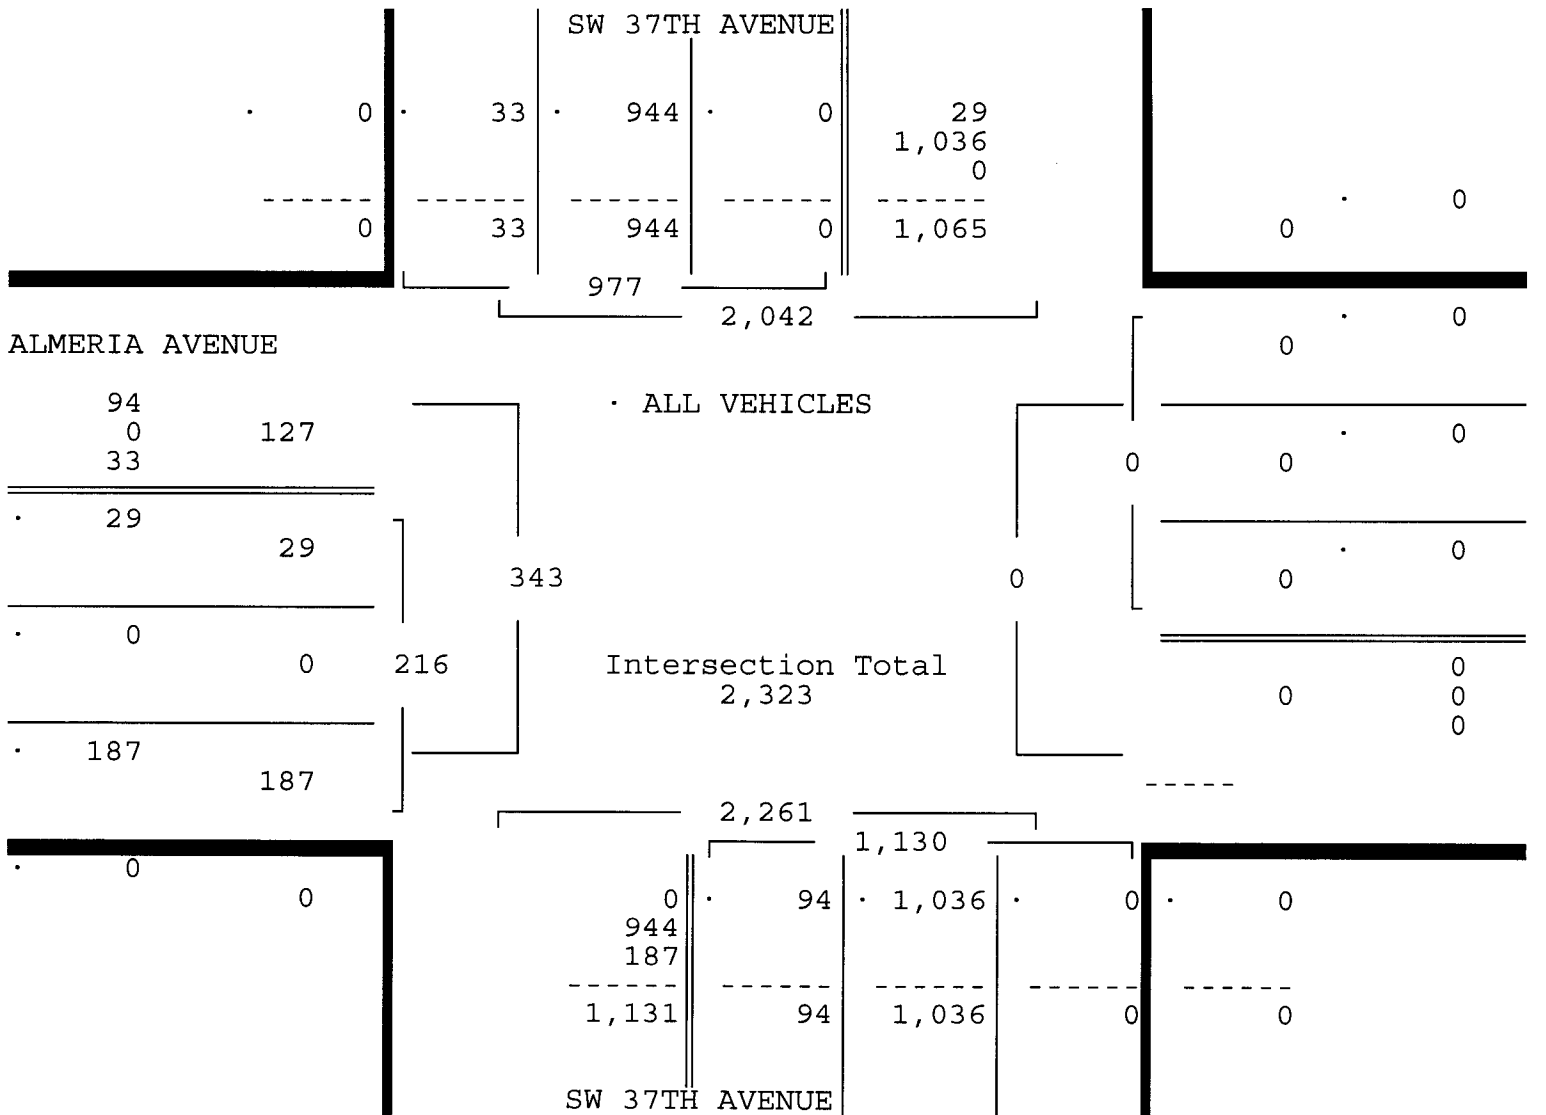 SW 37TH AVENUE
· 0 · 33 · 944 · 0 29
1,036
0
------ ------ ------ ------ ------ · 0
0 33 944 0 1,065 0
977
2,042 · 0
ALMERIA AVENUE 0
94 · ALL VEHICLES
0 127 · 0
33 0 0
· 29
29 · 0
343 0 0
· 0
0 216 Intersection Total 0
2,323 0 0
0
· 187
187 -----
2,261
1,130
· 0
0 0 · 94 · 1,036 · 0 · 0
944
187
------ ------ ------ ------ ------
1,131 94 1,036 0 0
SW 37TH AVENUE